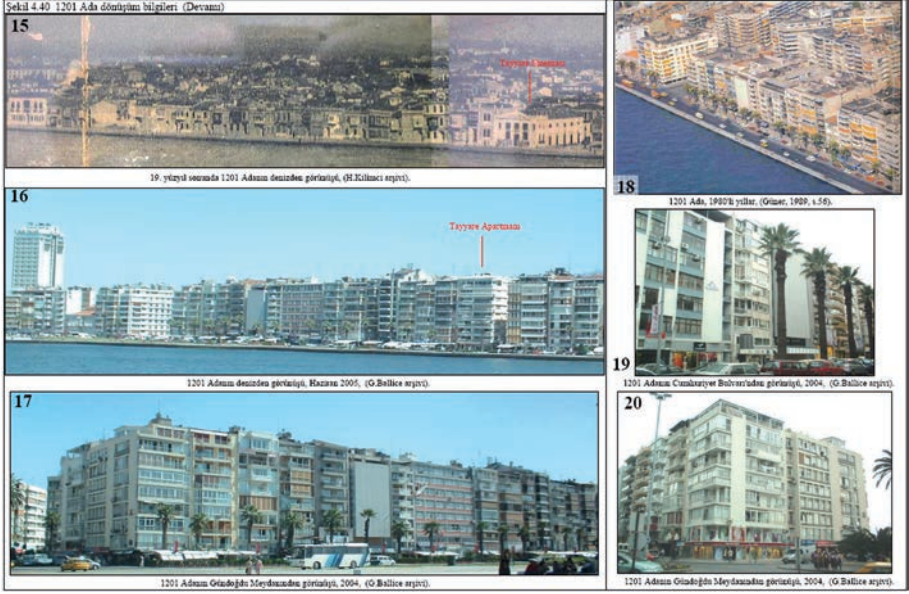 Şekil 4.40 1201 Ada dönüşüm bilgileri (Devamı)
15
Tayyare Sineması
19. yüzyıl sonunda 1201 Adanın denizden görünüşü, (H.Kilimci arşivi).
16
Tayyare Apartmanı
1201 Adanın denizden görünüşü, Haziran 2005, (G.Ballice arşivi).
17
1201 Adanın Gündoğdu Meydanından görünüşü, 2004, (G.Ballice arşivi).
18
1201 Ada, 1980'li yıllar, (Güner, 1989, s.56).
19
1201 Adanın Cumhuriyet Bulvarı'ndan görünüşü, 2004, (G.Ballice arşivi).
20
1201 Adanın Gündoğdu Meydanından görünüşü, 2004, (G.Ballice arşivi).